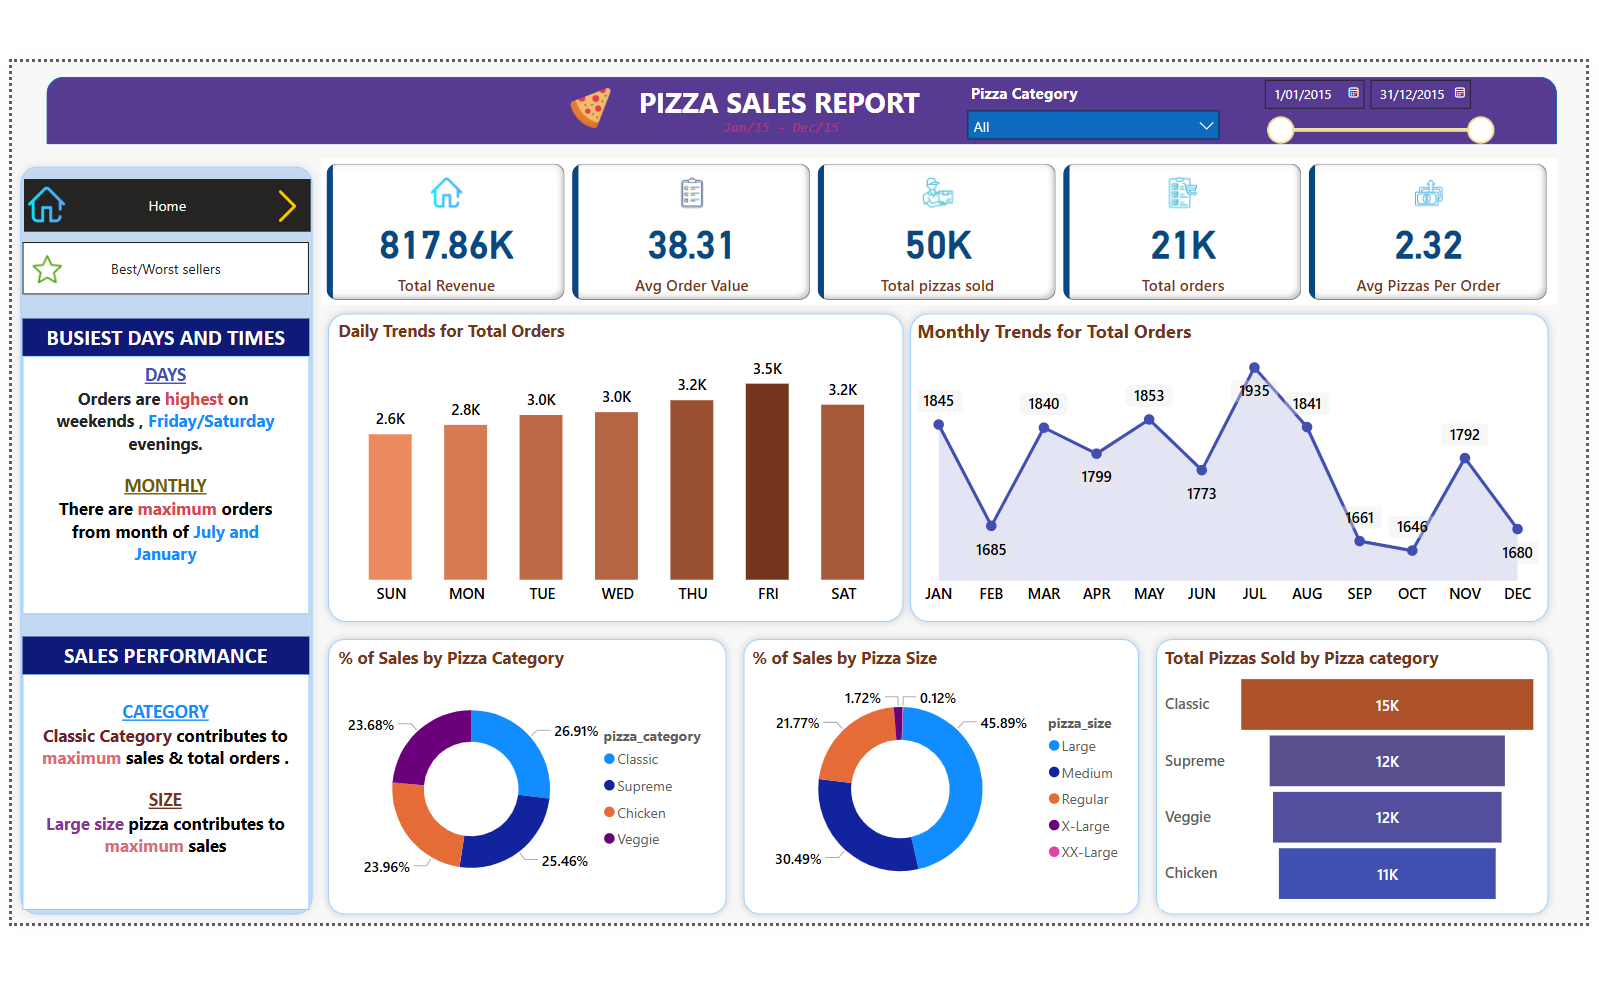 PIZZA SALES REPORT
Jan/15 - Dec/15
Pizza Category
All
1/01/2015
31/12/2015
Home
Best/Worst sellers
817.86K
Total Revenue
38.31
Avg Order Value
50K
Total pizzas sold
21K
Total orders
2.32
Avg Pizzas Per Order
BUSIEST DAYS AND TIMES
DAYS
Orders are highest on
weekends , Friday/Saturday
evenings.
MONTHLY
There are maximum orders
from month of July and
January
SALES PERFORMANCE
CATEGORY
Classic Category contributes to
maximum sales & total orders .
SIZE
Large size pizza contributes to
maximum sales
Daily Trends for Total Orders
2.6K
2.8K
3.0K
3.0K
3.2K
3.5K
3.2K
SUN MON TUE WED THU FRI SAT
Monthly Trends for Total Orders
1845
1685
1840
1799
1853
1773
1935
1841
1661
1646
1792
1680
JAN FEB MAR APR MAY JUN JUL AUG SEP OCT NOV DEC
% of Sales by Pizza Category
23.68%
26.91%
23.96%
25.46%
pizza_category
Classic
Supreme
Chicken
Veggie
% of Sales by Pizza Size
1.72%
0.12%
21.77%
45.89%
30.49%
pizza_size
Large
Medium
Regular
X-Large
XX-Large
Total Pizzas Sold by Pizza category
Classic 15K
Supreme 12K
Veggie 12K
Chicken 11K